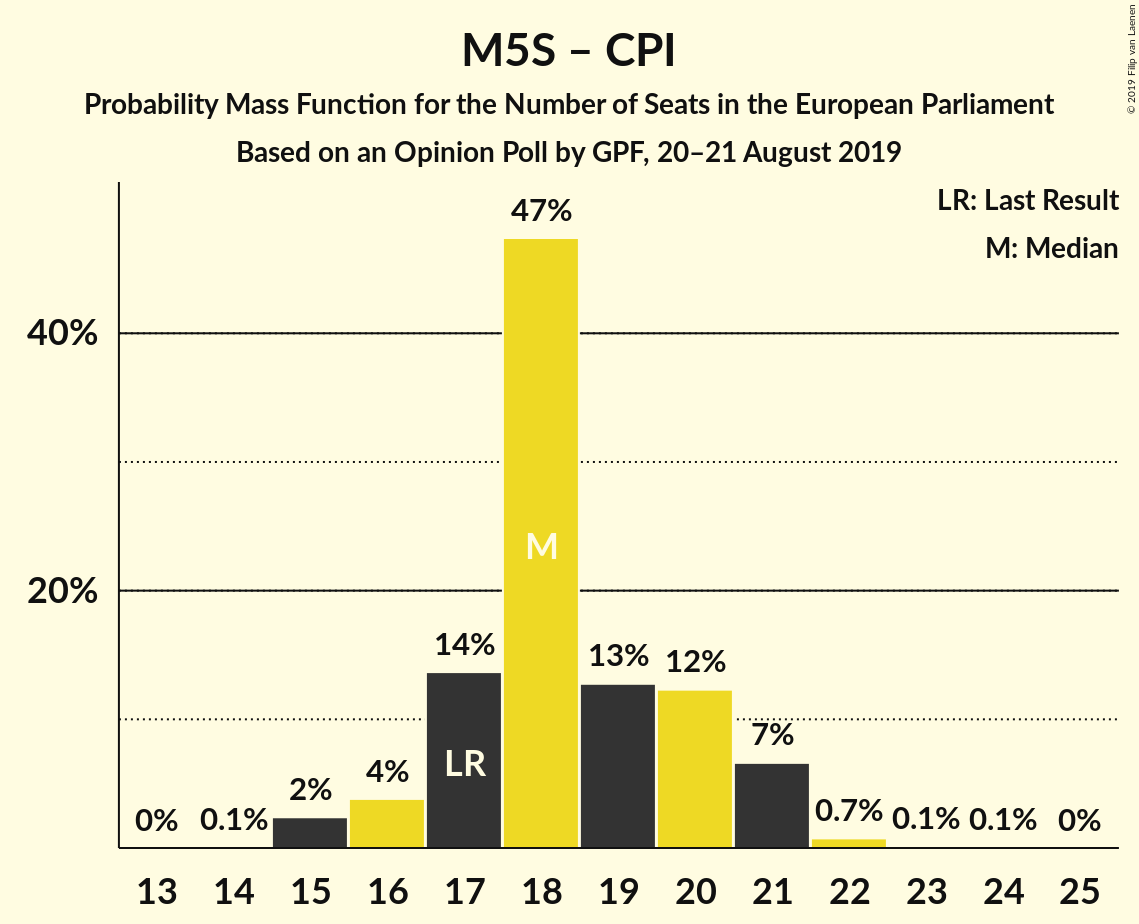 M5S – CPI
Probability Mass Function for the Number of Seats in the European Parliament
Based on an Opinion Poll by GPF, 20–21 August 2019
© 2019 Filip van Laenen
LR: Last Result
M: Median
40%
20%
0%
0.1%
2%
4%
14%
47%
13%
12%
7%
0.7%
0.1%
0.1%
0%
LR
M
13 14 15 16 17 18 19 20 21 22 23 24 25